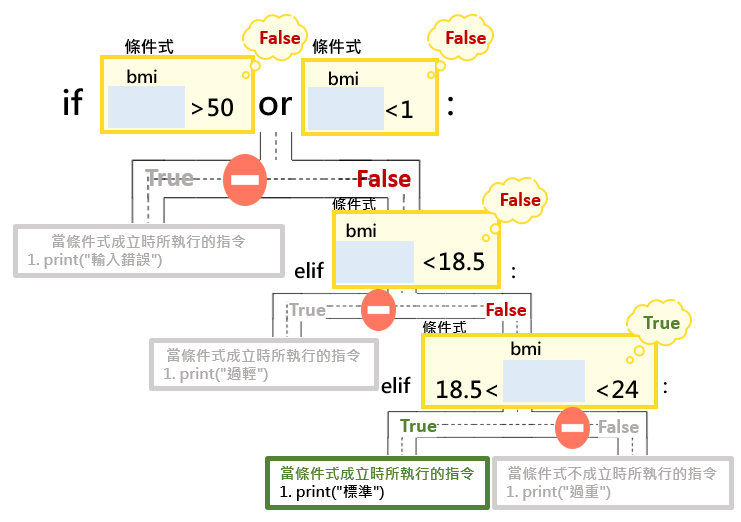 條件式 False 條件式 False
if bmi >50 or bmi <1 :
True False
當條件式成立時所執行的指令
1. print("輸入錯誤")
條件式 False
elif bmi <18.5 :
True False
當條件式成立時所執行的指令
1. print("過輕")
條件式 True
bmi
elif 18.5< <24 :
True False
當條件式成立時所執行的指令
1. print("標準")
當條件式不成立時所執行的指令
1. print("過重")